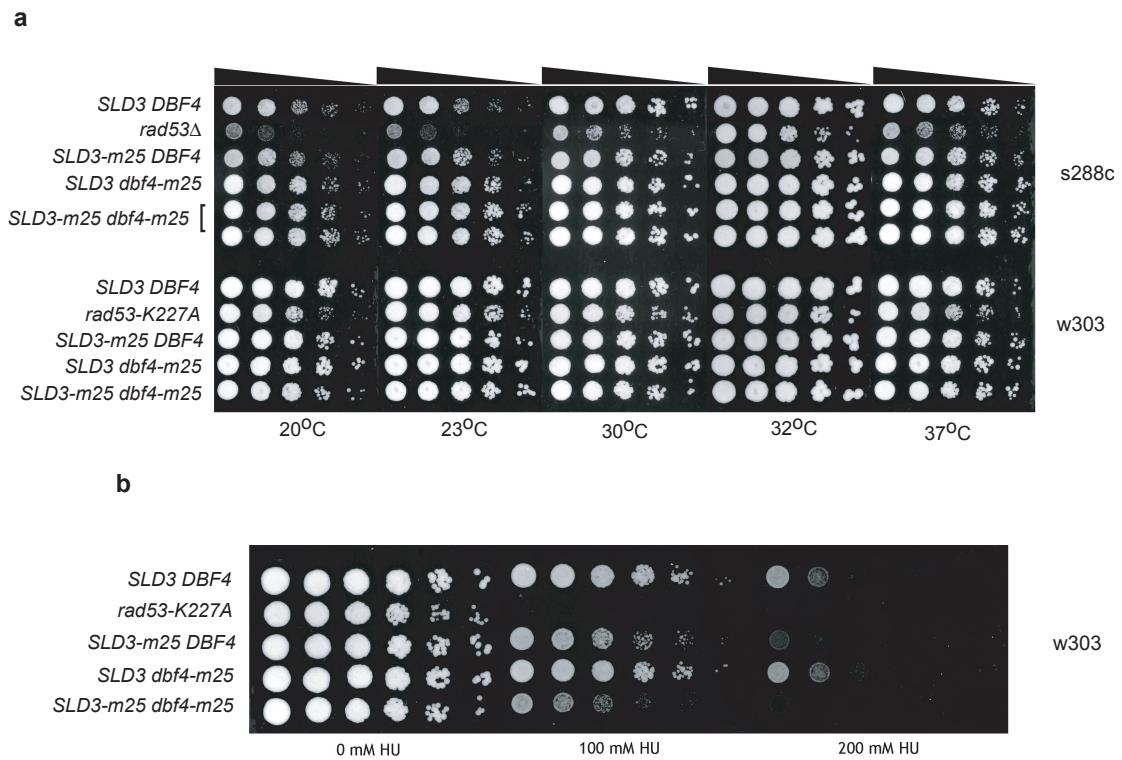 a
SLD3 DBF4
rad53Δ
SLD3-m25 DBF4
SLD3 dbf4-m25
SLD3-m25 dbf4-m25 [
s288c
SLD3 DBF4
rad53-K227A
SLD3-m25 DBF4
SLD3 dbf4-m25
SLD3-m25 dbf4-m25
w303
20°C 23°C 30°C 32°C 37°C
b
SLD3 DBF4
rad53-K227A
SLD3-m25 DBF4
SLD3 dbf4-m25
SLD3-m25 dbf4-m25
w303
0 mM HU 100 mM HU 200 mM HU